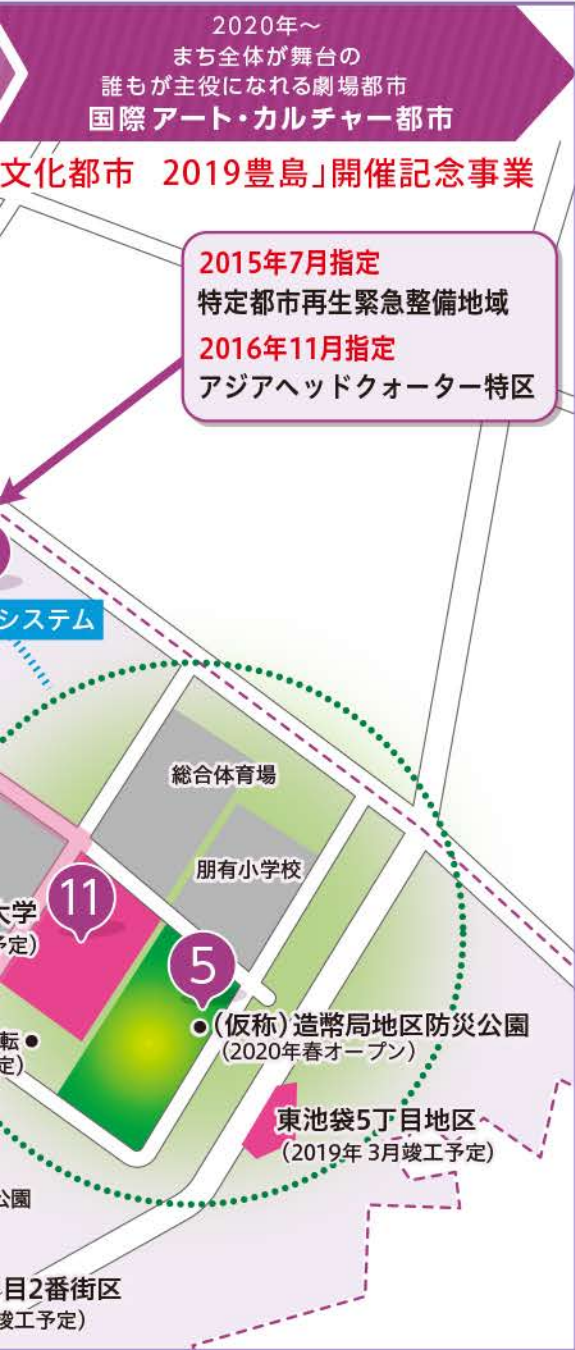 2020年～
まち全体が舞台の
誰もが主役になれる劇場都市
国際アート・カルチャー都市
文化都市 2019豊島」開催記念事業
2015年7月指定
特定都市再生緊急整備地域
2016年11月指定
アジアヘッドクォーター特区
システム
総合体育場
朋有小学校
大学
予定)
11
5
●(仮称)造幣局地区防災公園
(2020年春オープン)
転●
定)
東池袋5丁目地区
(2019年 3月竣工予定)
公園
目2番街区
竣工予定)